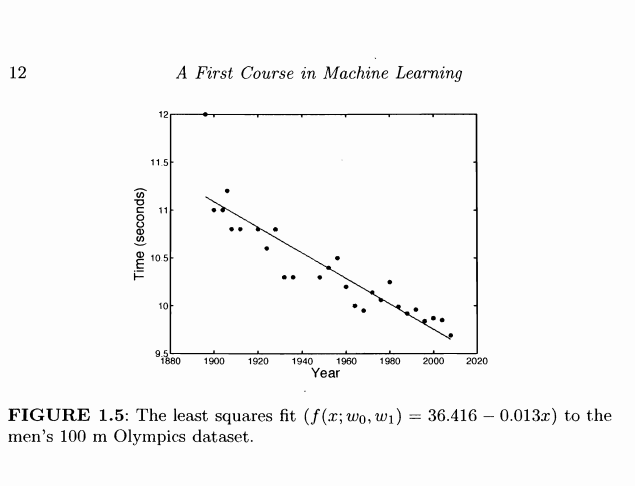 12
A First Course in Machine Learning
12
11.5
11
10.5
10
9.5
Time (seconds)
1880 1900 1920 1940 1960 1980 2000 2020
Year
FIGURE 1.5: The least squares fit (f(x; w₀, w₁) = 36.416 − 0.013x) to the
men's 100 m Olympics dataset.